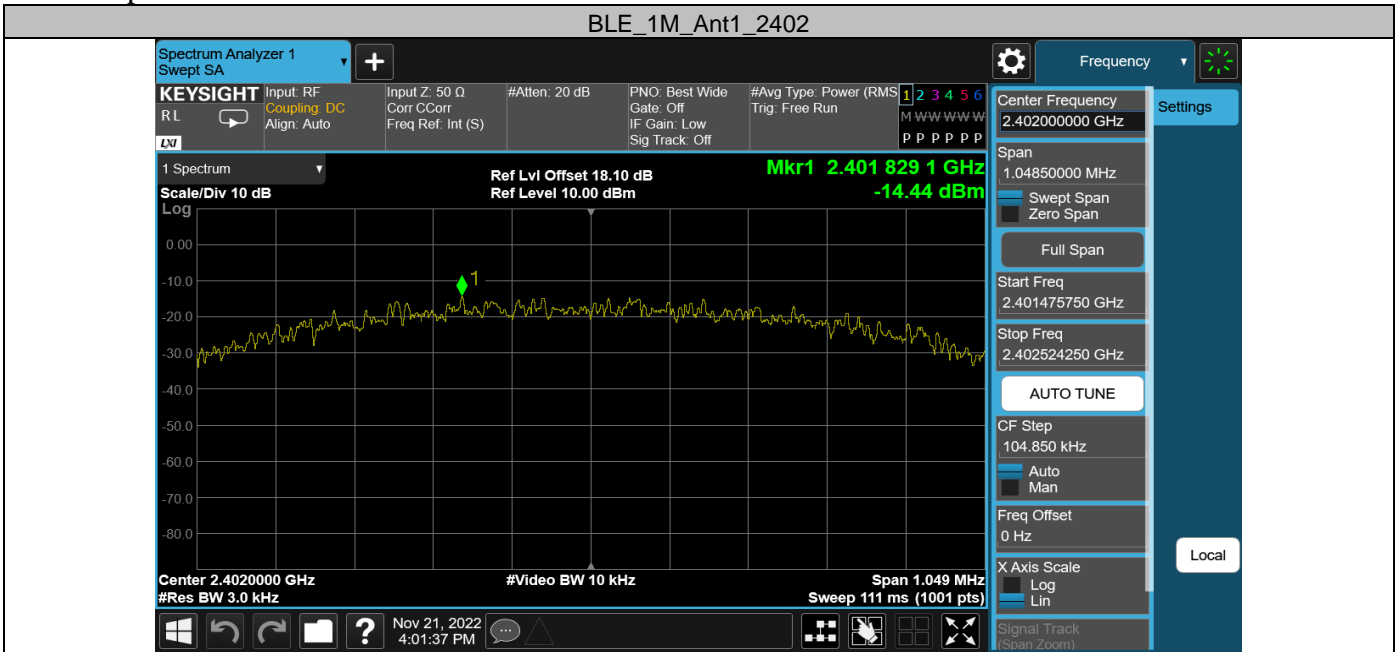 BLE_1M_Ant1_2402
Spectrum Analyzer 1
Swept SA
Frequency
KEYSIGHT
RL
LXI
Input: RF
Coupling: DC
Align: Auto
Input Z: 50 Ω
Corr CCorr
Freq Ref: Int (S)
#Atten: 20 dB
PNO: Best Wide
Gate: Off
IF Gain: Low
Sig Track: Off
#Avg Type: Power (RMS
Trig: Free Run
1 2 3 4 5 6
M W W W W W
P P P P P P
1 Spectrum
Scale/Div 10 dB
Log
Ref Lvl Offset 18.10 dB
Ref Level 10.00 dBm
Mkr1 2.401 829 1 GHz
-14.44 dBm
1
0.00
-10.0
-20.0
-30.0
-40.0
-50.0
-60.0
-70.0
-80.0
Center 2.4020000 GHz
#Res BW 3.0 kHz
#Video BW 10 kHz
Span 1.049 MHz
Sweep 111 ms (1001 pts)
Nov 21, 2022
4:01:37 PM
Center Frequency
2.402000000 GHz
Span
1.04850000 MHz
Swept Span
Zero Span
Full Span
Start Freq
2.401475750 GHz
Stop Freq
2.402524250 GHz
AUTO TUNE
CF Step
104.850 kHz
Auto
Man
Freq Offset
0 Hz
X Axis Scale
Log
Lin
Signal Track
(Span Zoom)
Settings
Local